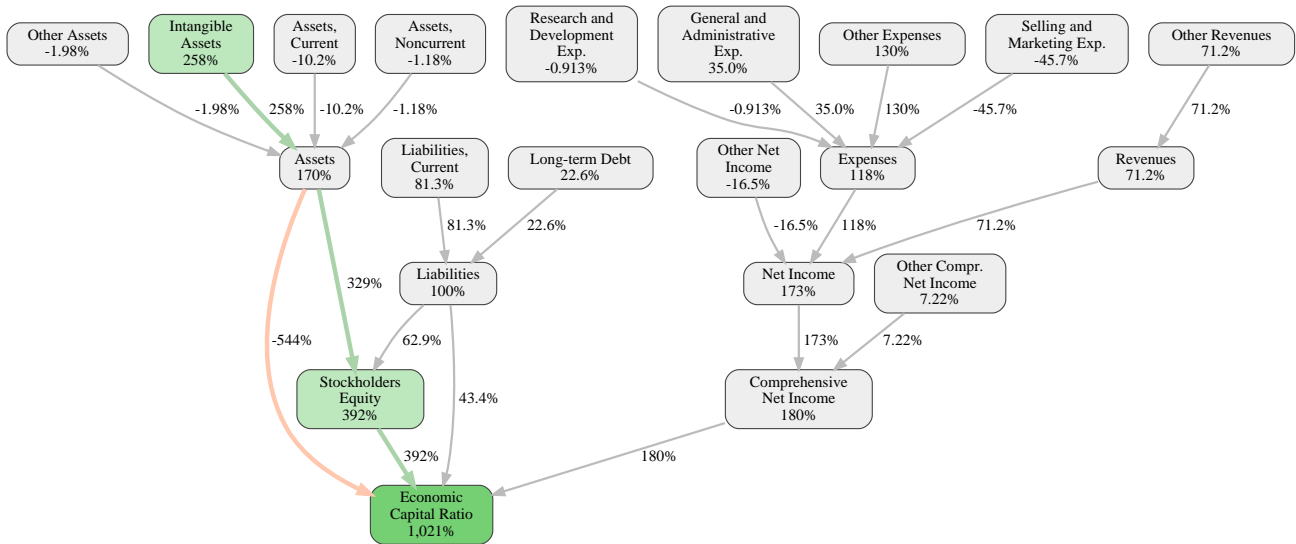 Other Assets
-1.98%
Intangible
Assets
258%
Assets,
Current
-10.2%
Assets,
Noncurrent
-1.18%
Research and
Development
Exp.
-0.913%
General and
Administrative
Exp.
35.0%
Other Expenses
130%
Selling and
Marketing Exp.
-45.7%
Other Revenues
71.2%
-1.98%
258%
-10.2%
-1.18%
-0.913%
35.0%
130%
-45.7%
71.2%
Assets
170%
Liabilities,
Current
81.3%
Long-term Debt
22.6%
Other Net
Income
-16.5%
Expenses
118%
Revenues
71.2%
81.3%
22.6%
-16.5%
118%
71.2%
329%
Liabilities
100%
Net Income
173%
Other Compr.
Net Income
7.22%
-544%
62.9%
173%
7.22%
Stockholders
Equity
392%
43.4%
Comprehensive
Net Income
180%
392%
180%
Economic
Capital Ratio
1,021%